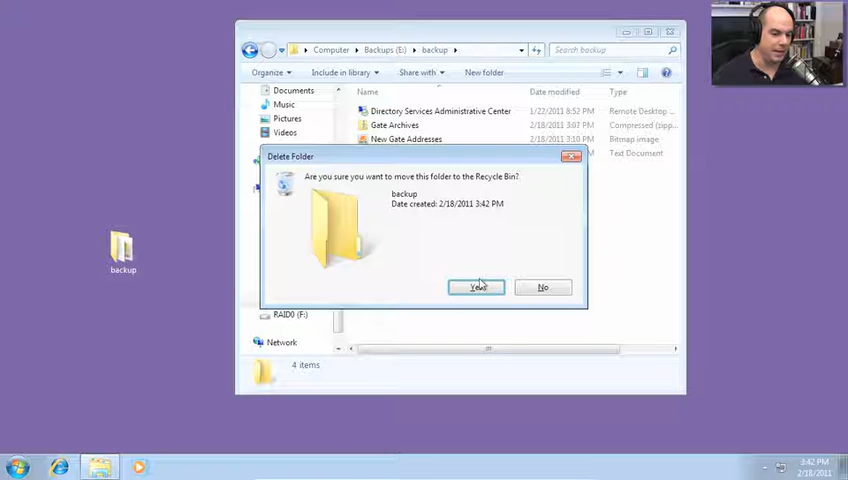 Computer Backups (E:) backup Search backup
Organize Include in library Share with New folder
Documents
Music
Pictures
Videos
Name Date modified Type
Directory Services Administrative Center 1/22/2011 8:52 PM Remote Desktop ...
Gate Archives 2/18/2011 3:07 PM Compressed (zipp...
New Gate Addresses 2/18/2011 3:10 PM Bitmap image
Text Document
Delete Folder
Are you sure you want to move this folder to the Recycle Bin?
backup
Date created: 2/18/2011 3:42 PM
Yes No
backup
RAID0 (F:)
Network
4 items
3:42 PM
2/18/2011